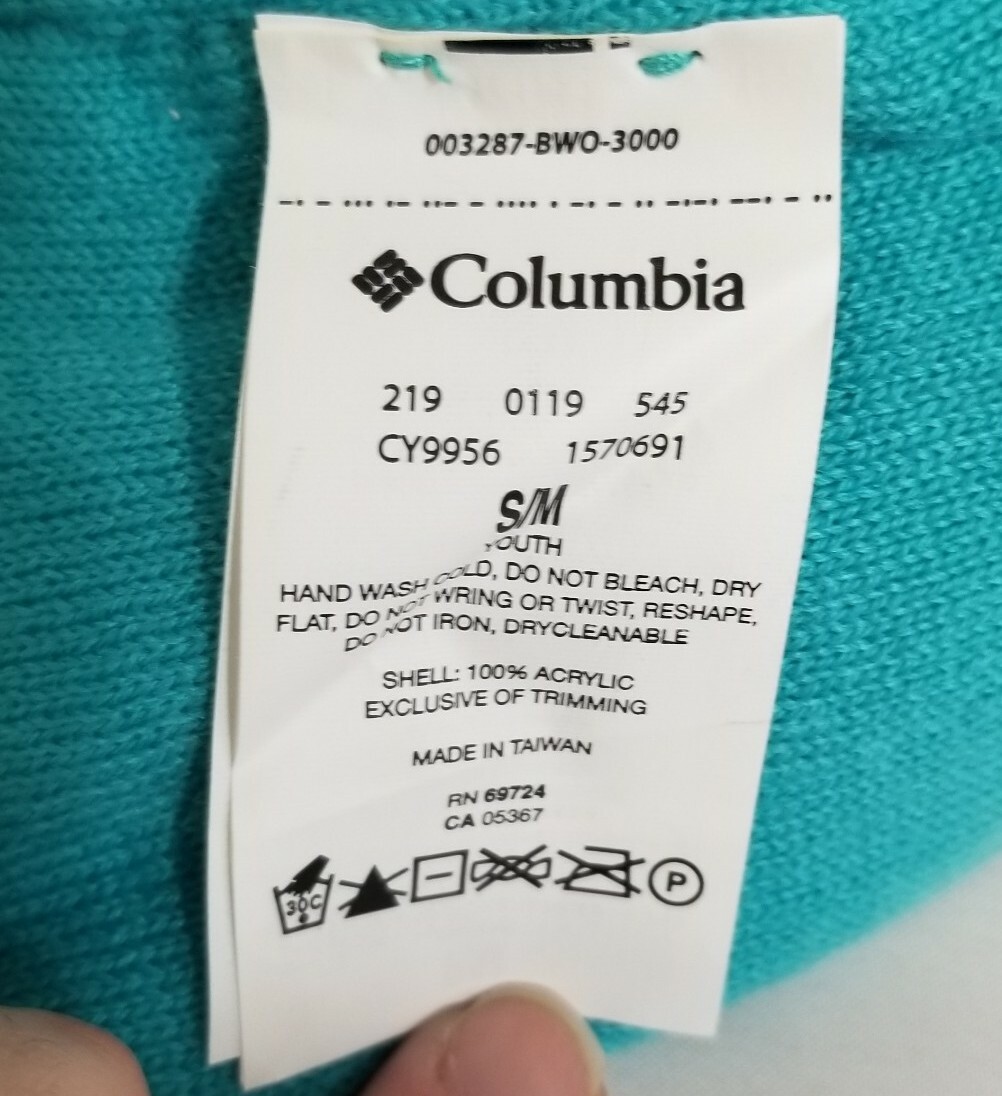 003287-BWO-3000
Columbia
219 0119 545
CY9956 1570691
S/M
YOUTH
HAND WASH COLD, DO NOT BLEACH, DRY
FLAT, DO NOT WRING OR TWIST, RESHAPE,
DO NOT IRON, DRYCLEANABLE
SHELL: 100% ACRYLIC
EXCLUSIVE OF TRIMMING
MADE IN TAIWAN
RN 69724
CA 05367
30C
P